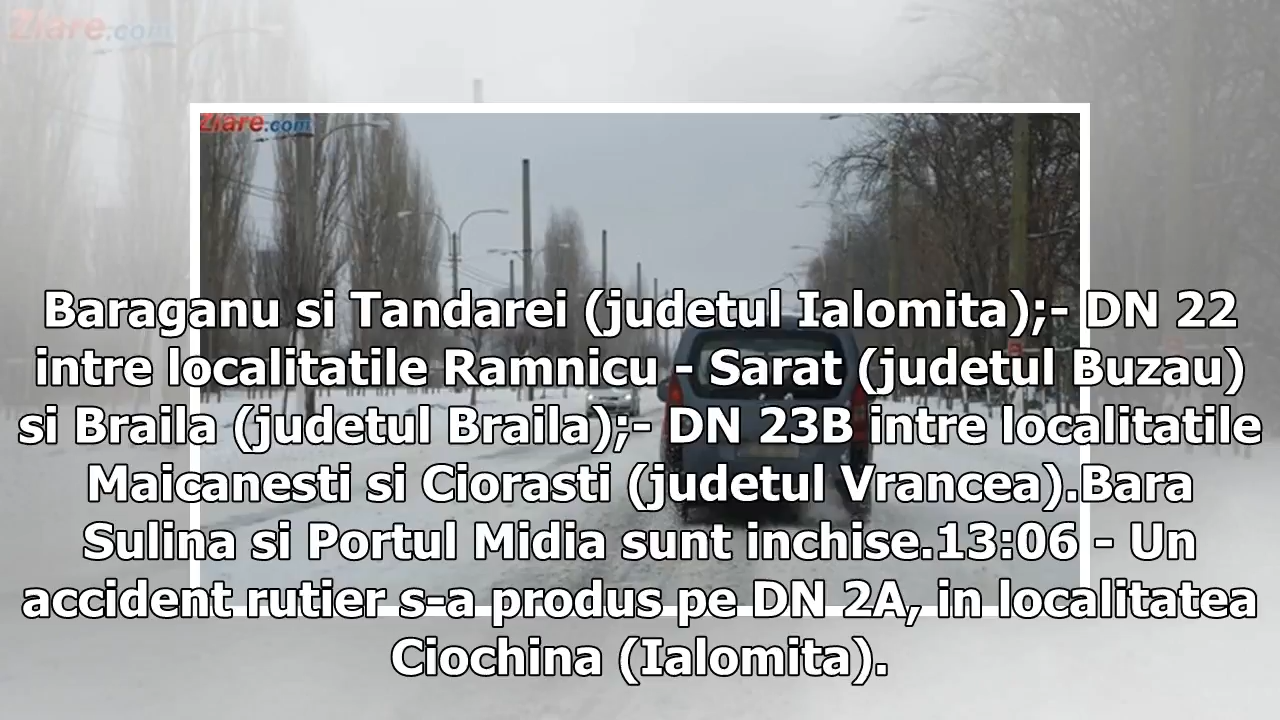 Ziare.com
Ziare.com
Baraganu si Tandarei (judetul Ialomita);- DN 22
intre localitatile Ramnicu - Sarat (judetul Buzau)
si Braila (judetul Braila);- DN 23B intre localitatile
Maicanesti si Ciorasti (judetul Vrancea).Bara
Sulina si Portul Midia sunt inchise.13:06 - Un
accident rutier s-a produs pe DN 2A, in localitatea
Ciochina (Ialomita).